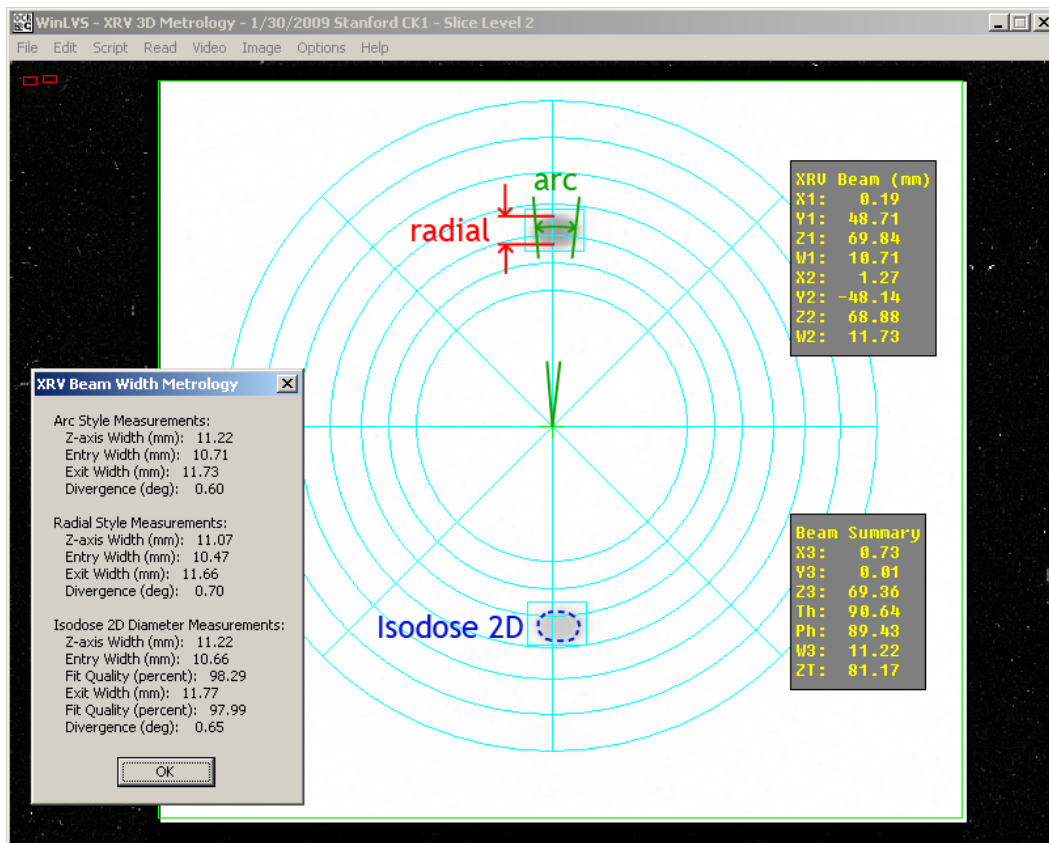 WinLVS - XRV 3D Metrology - 1/30/2009 Stanford CK1 - Slice Level 2
File Edit Script Read Video Image Options Help
arc
radial
XRV Beam (mm)
X1: 0.19
Y1: 48.71
Z1: 69.84
W1: 10.71
X2: 1.27
Y2: -48.14
Z2: 68.88
W2: 11.73
XRV Beam Width Metrology
Arc Style Measurements:
Z-axis Width (mm): 11.22
Entry Width (mm): 10.71
Exit Width (mm): 11.73
Divergence (deg): 0.60
Radial Style Measurements:
Z-axis Width (mm): 11.07
Entry Width (mm): 10.47
Exit Width (mm): 11.66
Divergence (deg): 0.70
Isodose 2D Diameter Measurements:
Z-axis Width (mm): 11.22
Entry Width (mm): 10.66
Fit Quality (percent): 98.29
Exit Width (mm): 11.77
Fit Quality (percent): 97.99
Divergence (deg): 0.65
OK
Isodose 2D
Beam Summary
X3: 0.73
Y3: 0.01
Z3: 69.36
Th: 90.64
Ph: 89.43
W3: 11.22
ZT: 81.17